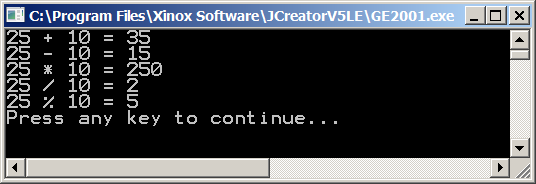 C:\Program Files\Xinox Software\JCreatorV5LE\GE2001.exe
25 + 10 = 35
25 - 10 = 15
25 * 10 = 250
25 / 10 = 2
25 % 10 = 5
Press any key to continue...